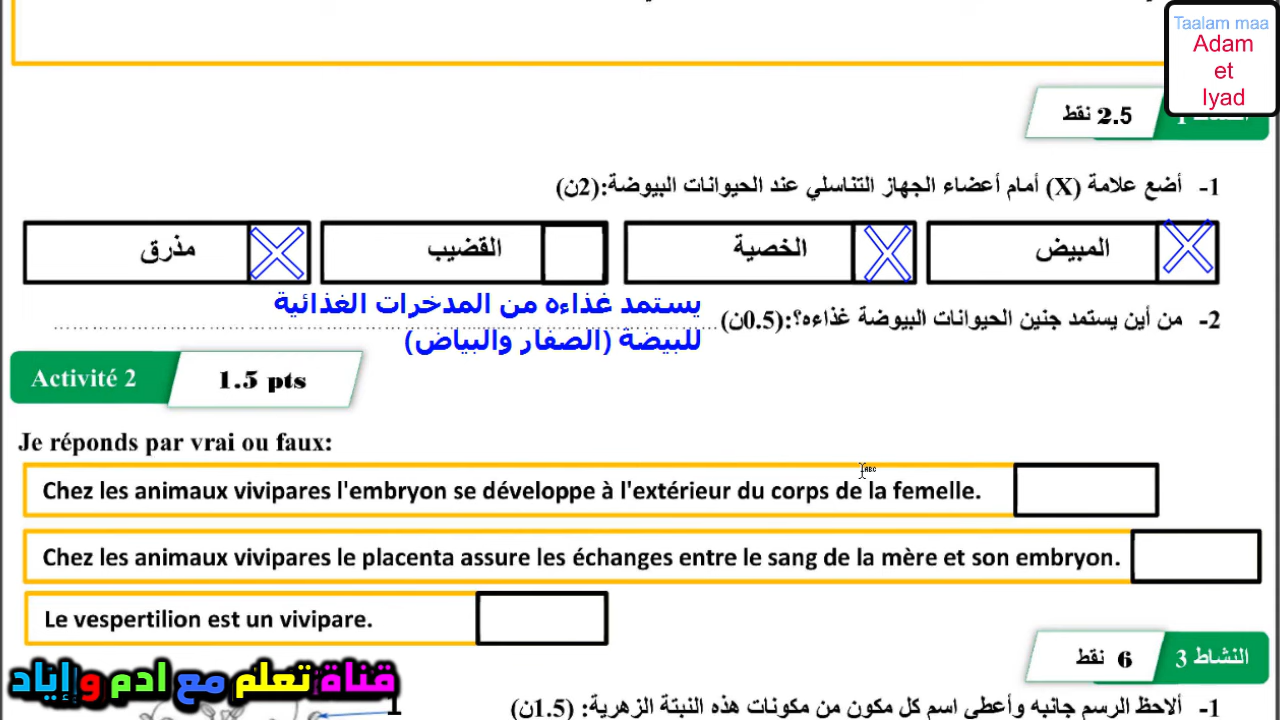 Taalam maa
Adam
et
Iyad
2.5 نقط
1- أضع علامة (X) أمام أعضاء الجهاز التناسلي عند الحيوانات البيوضة:(2ن)
المبيض
الخصية
القضيب
مذرق
2- من أين يستمد جنين الحيوانات البيوضة غذاءه؟:(0.5ن)
يستمد غذاءه من المدخرات الغذائية
للبيضة (الصفار والبياض)
Activité 2 1.5 pts
Je réponds par vrai ou faux:
Chez les animaux vivipares l'embryon se développe à l'extérieur du corps de la femelle.
Chez les animaux vivipares le placenta assure les échanges entre le sang de la mère et son embryon.
Le vespertilion est un vivipare.
النشاط 3 6 نقط
قناة تعلم مع ادم وإياد
1- ألاحظ الرسم جانبه وأعطي اسم كل مكون من مكونات هذه النبتة الزهرية: (1.5ن)
1